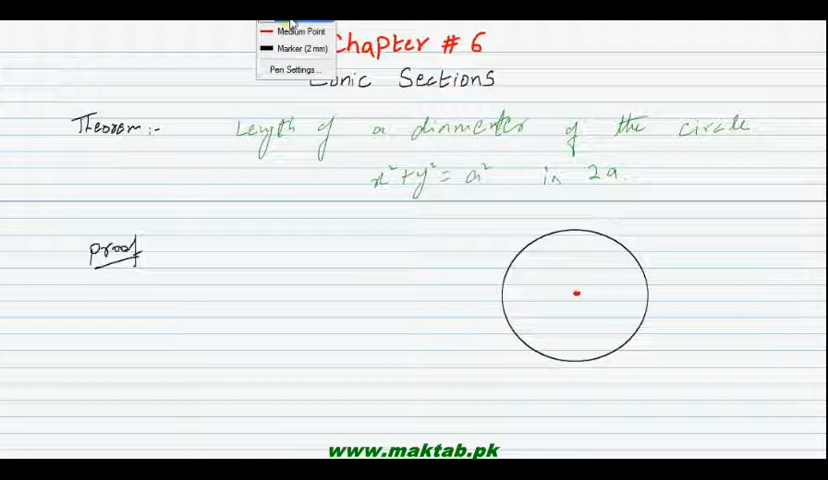 Medium Point
Marker (2 mm)
Pen Settings...
Chapter # 6
Conic Sections
Theorem:- Length of a diameter of the circle
x²+y²= a² is 2a.
proof
www.maktab.pk